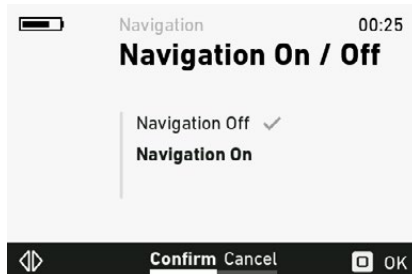 Navigation 00:25
Navigation On / Off
Navigation Off
Navigation On
Confirm Cancel OK